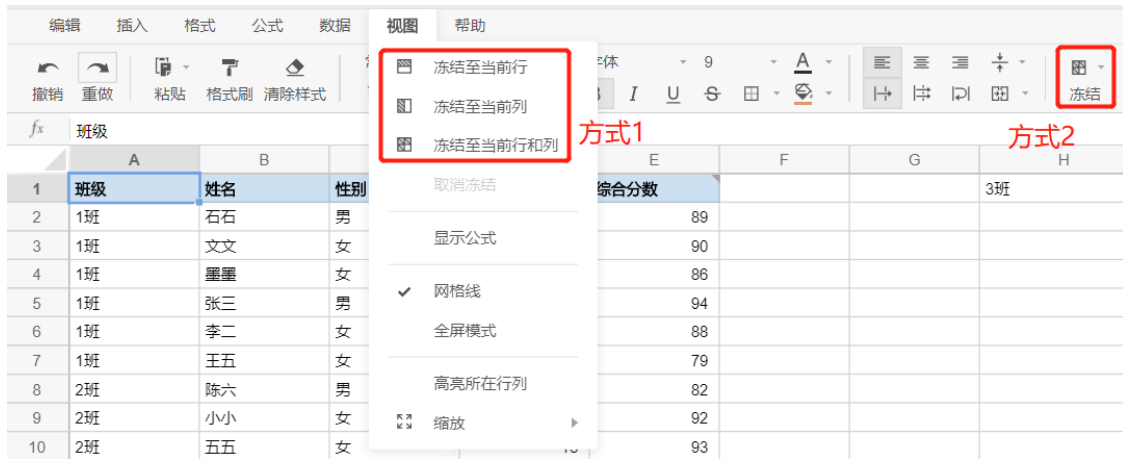 编辑 插入 格式 公式 数据 视图 帮助
撤销 重做 粘贴 格式刷 清除样式 9 A I U S 冻结
冻结至当前行
冻结至当前列
冻结至当前行和列
取消冻结
显示公式
网格线
全屏模式
高亮所在行列
缩放
方式1
方式2
fx 班级
A B E F G H
1 班级 姓名 性别 综合分数 3班
2 1班 石石 男 89
3 1班 文文 女 90
4 1班 墨墨 女 86
5 1班 张三 男 94
6 1班 李二 女 88
7 1班 王五 女 79
8 2班 陈六 男 82
9 2班 小小 女 92
10 2班 五五 女 93